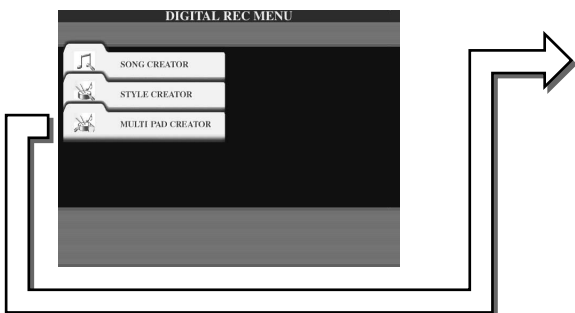 DIGITAL REC MENU
SONG CREATOR
STYLE CREATOR
MULTI PAD CREATOR